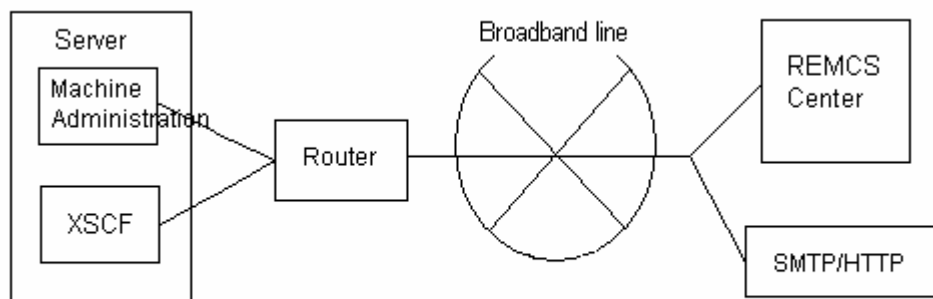 Server
Machine
Administration
XSCF
Router
Broadband line
REMCS
Center
SMTP/HTTP